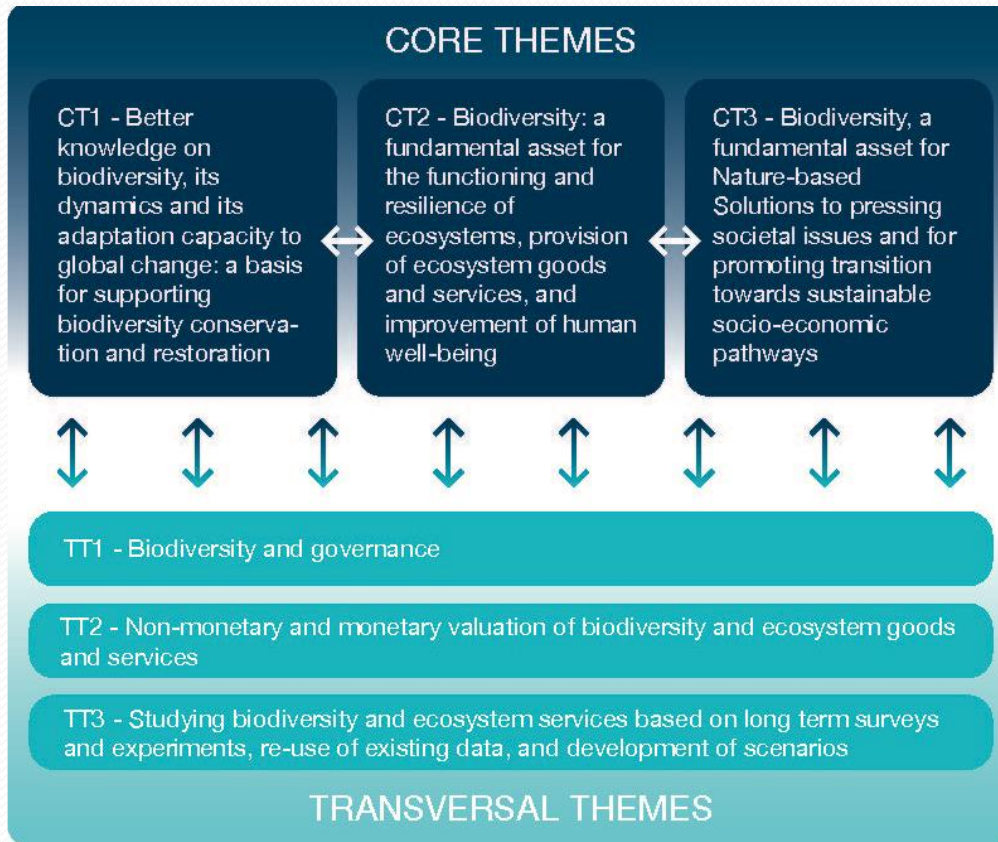 CORE THEMES
CT1 - Better
knowledge on
biodiversity, its
dynamics and its
adaptation capacity to
global change: a basis
for supporting
biodiversity conserva-
tion and restoration
CT2 - Biodiversity: a
fundamental asset for
the functioning and
resilience of
ecosystems, provision
of ecosystem goods
and services, and
improvement of human
well-being
CT3 - Biodiversity, a
fundamental asset for
Nature-based
Solutions to pressing
societal issues and for
promoting transition
towards sustainable
socio-economic
pathways
TT1 - Biodiversity and governance
TT2 - Non-monetary and monetary valuation of biodiversity and ecosystem goods
and services
TT3 - Studying biodiversity and ecosystem services based on long term surveys
and experiments, re-use of existing data, and development of scenarios
TRANSVERSAL THEMES